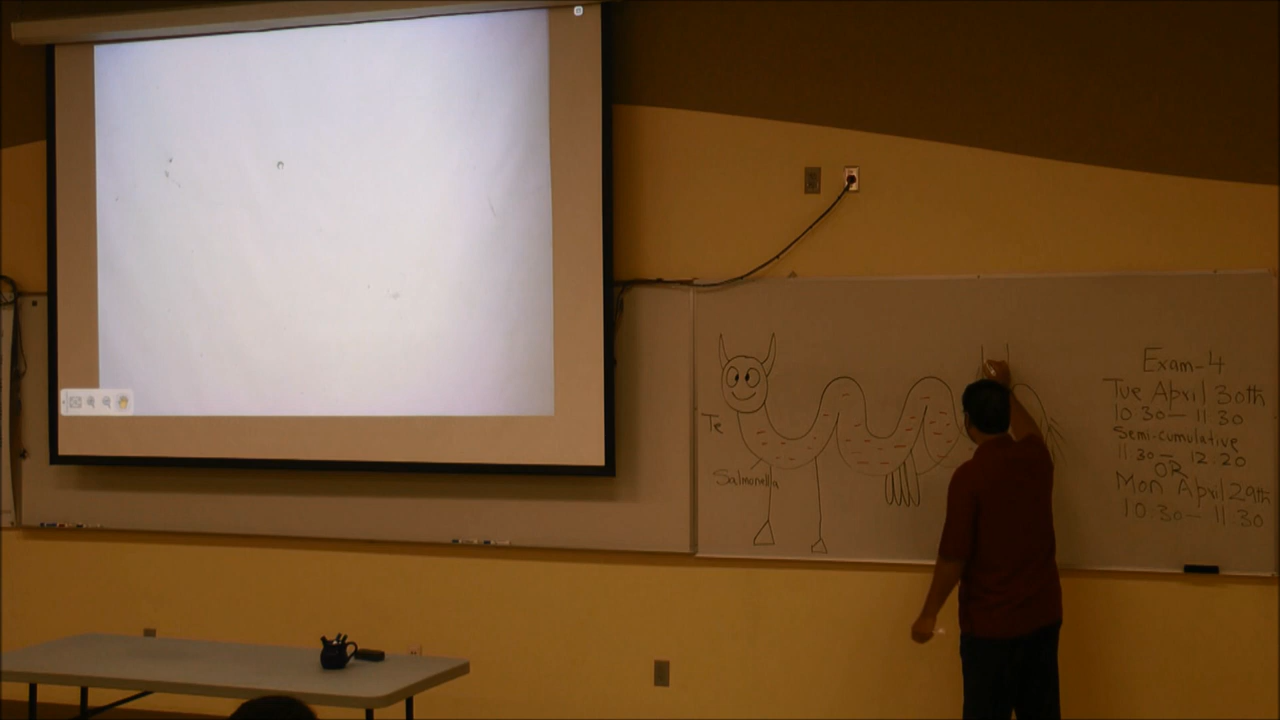 Te
Salmonella
Exam-4
Tue April 30th
10 30 - 11 30
Semi-cumulative
11 30 - 12:20
OR
Mon April 29th
10 30 - 11 30